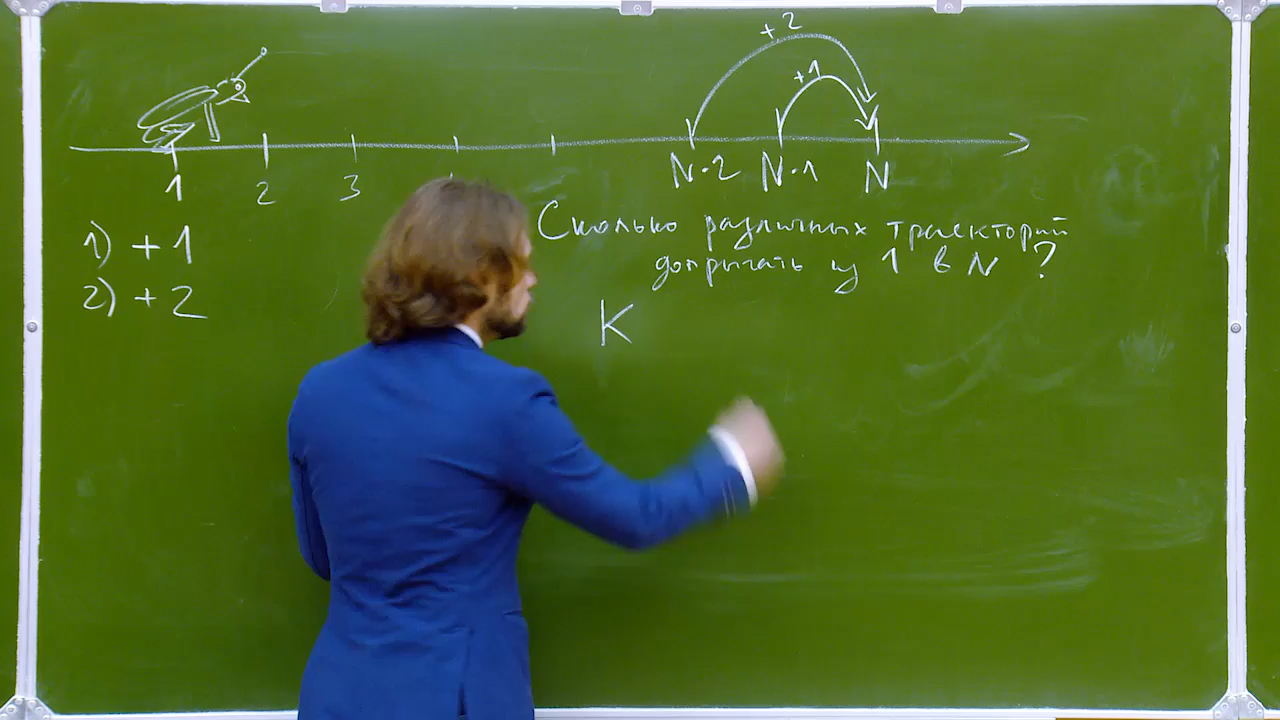 +2
+1
1 2 3 N-2 N-1 N
1) +1
2) +2
Сколько различных траекторий
допрыгать из 1 в N ?
K